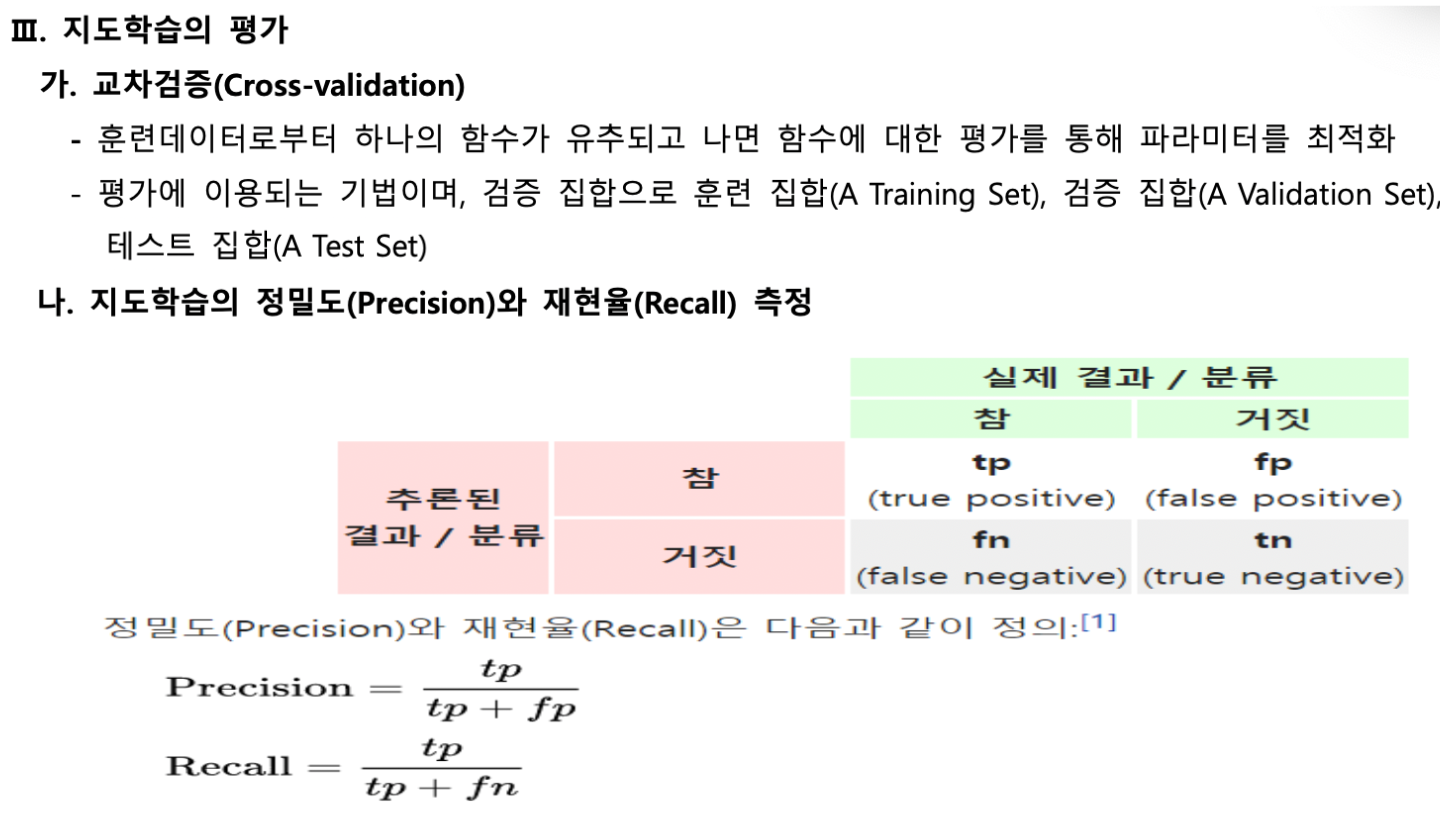 Ⅲ. 지도학습의 평가
가. 교차검증(Cross-validation)
- 훈련데이터로부터 하나의 함수가 유추되고 나면 함수에 대한 평가를 통해 파라미터를 최적화
- 평가에 이용되는 기법이며, 검증 집합으로 훈련 집합(A Training Set), 검증 집합(A Validation Set),
테스트 집합(A Test Set)
나. 지도학습의 정밀도(Precision)와 재현율(Recall) 측정
실제 결과 / 분류
참 거짓
추론된
결과 / 분류
참 tp fp
(true positive) (false positive)
거짓 fn tn
(false negative) (true negative)
정밀도(Precision)와 재현율(Recall)은 다음과 같이 정의:[1]
Precision = tp / (tp + fp)
Recall = tp / (tp + fn)